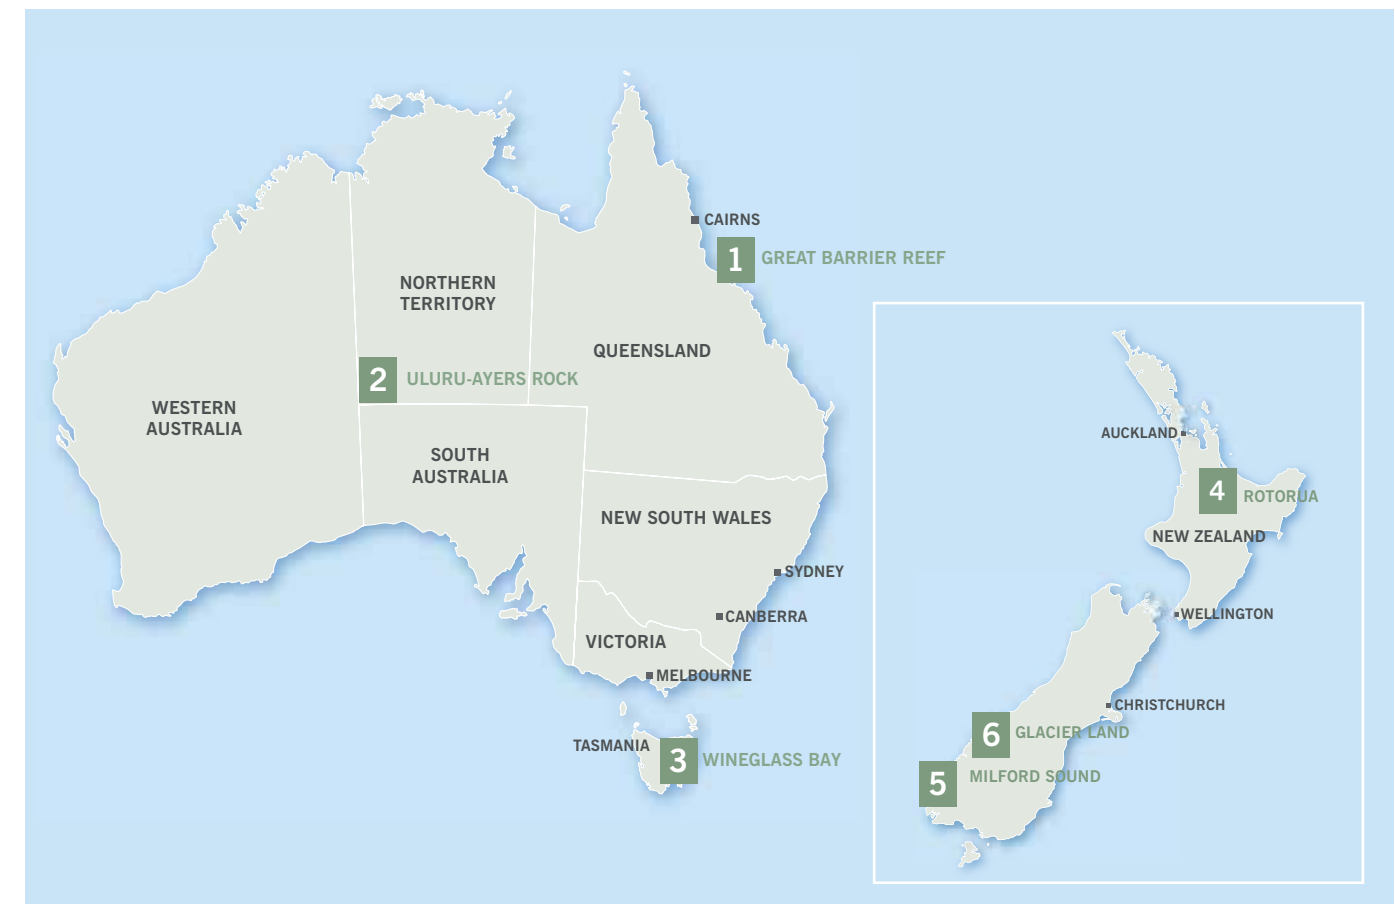 CAIRNS
1 GREAT BARRIER REEF
NORTHERN
TERRITORY
QUEENSLAND
2 ULURU-AYERS ROCK
WESTERN
AUSTRALIA
SOUTH
AUSTRALIA
NEW SOUTH WALES
SYDNEY
CANBERRA
VICTORIA
MELBOURNE
TASMANIA
3 WINEGLASS BAY
AUCKLAND
4 ROTORUA
NEW ZEALAND
WELLINGTON
CHRISTCHURCH
6 GLACIER LAND
5 MILFORD SOUND